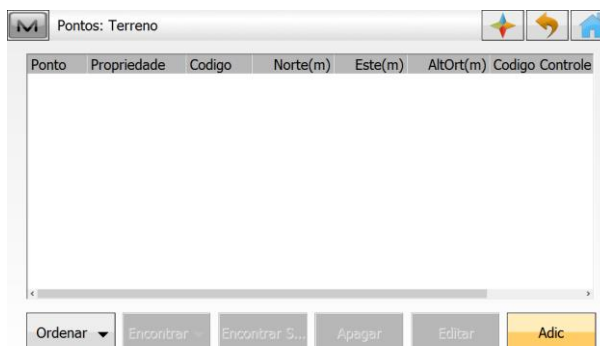 Pontos: Terreno
Ponto Propriedade Codigo Norte(m) Este(m) AltOrt(m) Codigo Controle
Ordenar Encontrar Encontrar S... Apagar Editar Adic